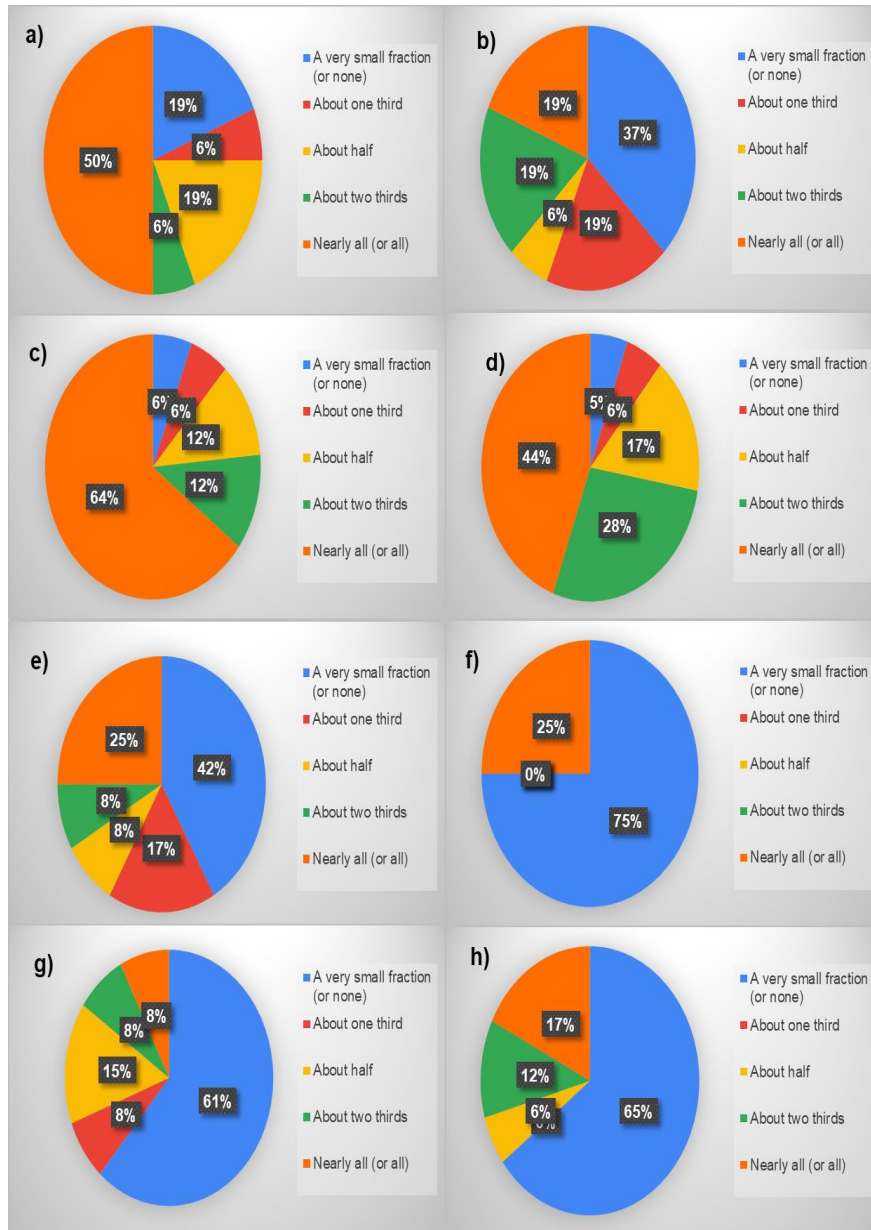 a)
19%
6%
19%
6%
50%
A very small fraction
(or none)
About one third
About half
About two thirds
Nearly all (or all)
b)
37%
19%
6%
19%
19%
A very small fraction
(or none)
About one third
About half
About two thirds
Nearly all (or all)
c)
6%
6%
12%
12%
64%
A very small fraction
(or none)
About one third
About half
About two thirds
Nearly all (or all)
d)
5%
6%
17%
28%
44%
A very small fraction
(or none)
About one third
About half
About two thirds
Nearly all (or all)
e)
42%
17%
8%
8%
25%
A very small fraction
(or none)
About one third
About half
About two thirds
Nearly all (or all)
f)
75%
0%
25%
A very small fraction
(or none)
About one third
About half
About two thirds
Nearly all (or all)
g)
61%
8%
15%
8%
8%
A very small fraction
(or none)
About one third
About half
About two thirds
Nearly all (or all)
h)
65%
6%
12%
17%
A very small fraction
(or none)
About one third
About half
About two thirds
Nearly all (or all)